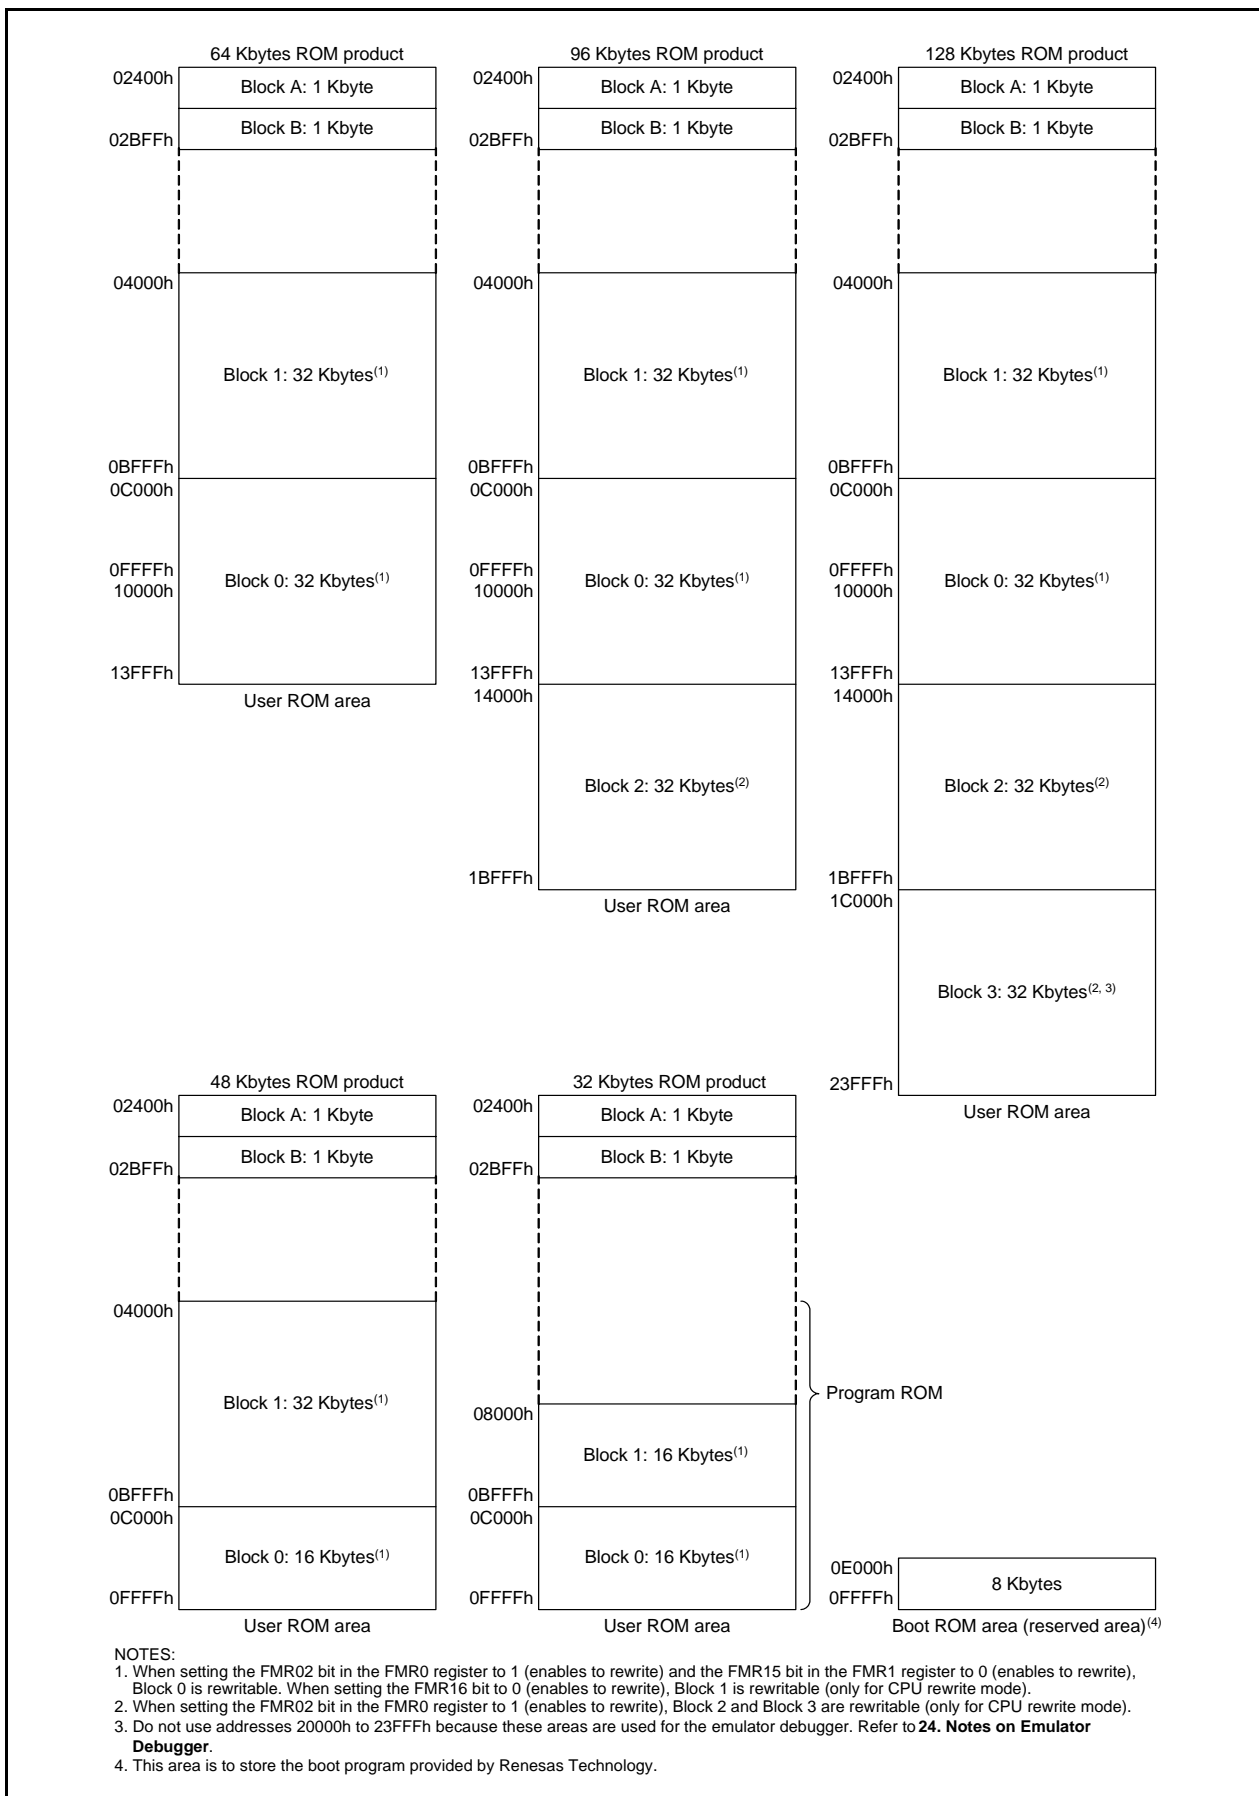 64 Kbytes ROM product
02400h
Block A: 1 Kbyte
Block B: 1 Kbyte
02BFFh
04000h
Block 1: 32 Kbytes(1)
0BFFFh
0C000h
0FFFFh
Block 0: 32 Kbytes(1)
10000h
13FFFh
User ROM area
96 Kbytes ROM product
02400h
Block A: 1 Kbyte
Block B: 1 Kbyte
02BFFh
04000h
Block 1: 32 Kbytes(1)
0BFFFh
0C000h
0FFFFh
Block 0: 32 Kbytes(1)
10000h
13FFFh
14000h
Block 2: 32 Kbytes(2)
1BFFFh
User ROM area
128 Kbytes ROM product
02400h
Block A: 1 Kbyte
Block B: 1 Kbyte
02BFFh
04000h
Block 1: 32 Kbytes(1)
0BFFFh
0C000h
0FFFFh
Block 0: 32 Kbytes(1)
10000h
13FFFh
14000h
Block 2: 32 Kbytes(2)
1BFFFh
1C000h
Block 3: 32 Kbytes(2, 3)
23FFFh
User ROM area
48 Kbytes ROM product
02400h
Block A: 1 Kbyte
Block B: 1 Kbyte
02BFFh
04000h
Block 1: 32 Kbytes(1)
0BFFFh
0C000h
Block 0: 16 Kbytes(1)
0FFFFh
User ROM area
32 Kbytes ROM product
02400h
Block A: 1 Kbyte
Block B: 1 Kbyte
02BFFh
Program ROM
08000h
Block 1: 16 Kbytes(1)
0BFFFh
0C000h
Block 0: 16 Kbytes(1)
0FFFFh
User ROM area
0E000h
8 Kbytes
0FFFFh
Boot ROM area (reserved area)(4)
NOTES:
1. When setting the FMR02 bit in the FMR0 register to 1 (enables to rewrite) and the FMR15 bit in the FMR1 register to 0 (enables to rewrite),
Block 0 is rewritable. When setting the FMR16 bit to 0 (enables to rewrite), Block 1 is rewritable (only for CPU rewrite mode).
2. When setting the FMR02 bit in the FMR0 register to 1 (enables to rewrite), Block 2 and Block 3 are rewritable (only for CPU rewrite mode).
3. Do not use addresses 20000h to 23FFFh because these areas are used for the emulator debugger. Refer to 24. Notes on Emulator
Debugger.
4. This area is to store the boot program provided by Renesas Technology.